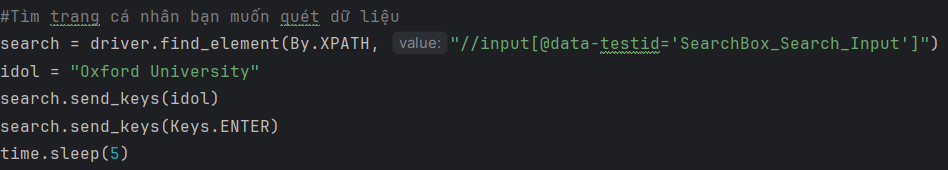 #Tìm trang cá nhân bạn muốn quét dữ liệu
search = driver.find_element(By.XPATH, value: "//input[@data-testid='SearchBox_Search_Input']")
idol = "Oxford University"
search.send_keys(idol)
search.send_keys(Keys.ENTER)
time.sleep(5)